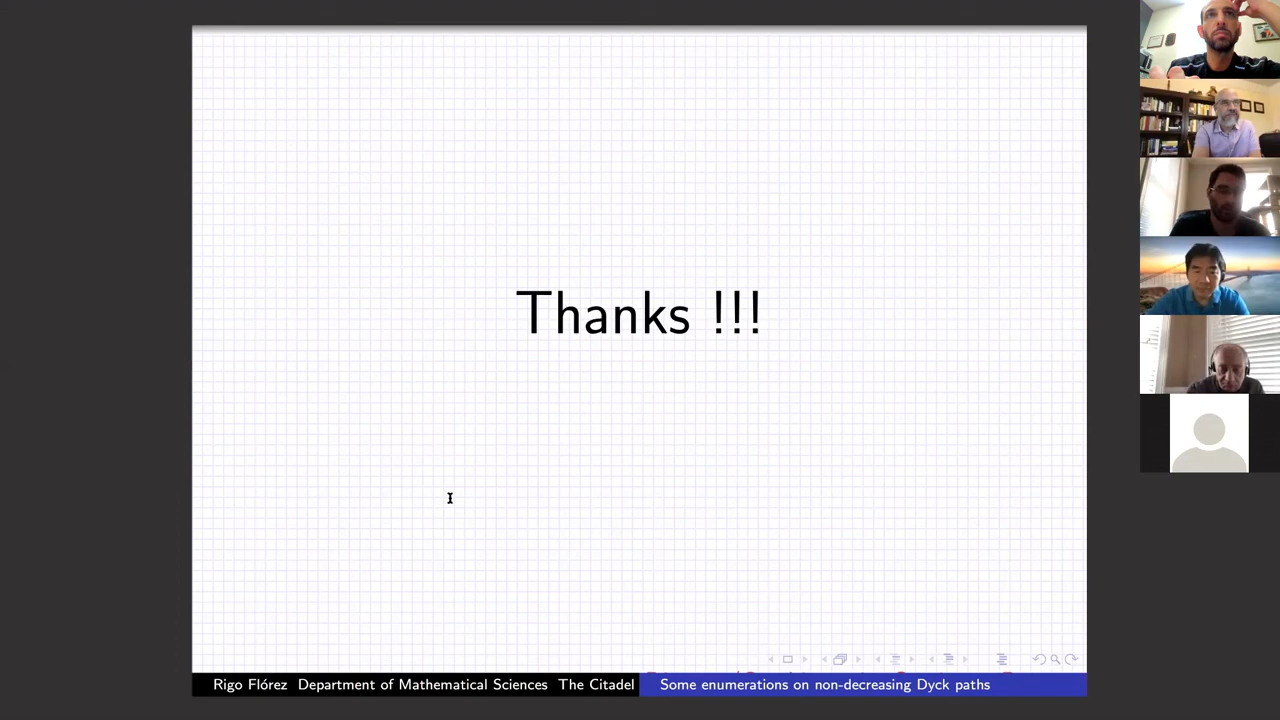 Thanks !!!
Rigo Flórez Department of Mathematical Sciences The Citadel
Some enumerations on non-decreasing Dyck paths